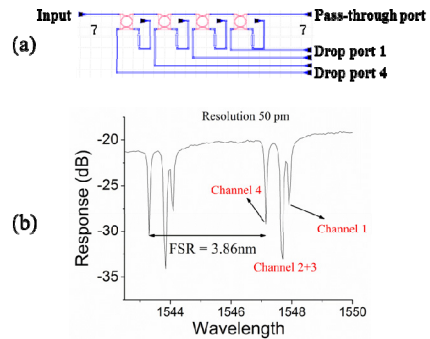 Input
Pass-through port
7
7
(a)
Drop port 1
Drop port 4
(b)
Resolution 50 pm
Response (dB)
-20
-25
-30
-35
Channel 4
Channel 1
FSR = 3.86nm
Channel 2+3
1544
1546
1548
1550
Wavelength